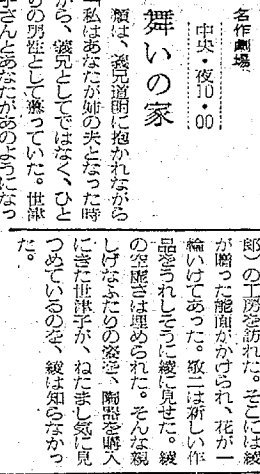 名作劇場
中央・夜10・00
舞いの家
頼は、義兄道明に抱かれながら
「私はあなたが姉の夫となった時
から、義兄としてではなく、ひと
りの男性として慕っていた。世津
子さんとあなたがあのようになっ
郎）の工房を訪れた。そこには綾
が贈った能面がかけられ、花が一
輪いけてあった。敬二は新しい作
品をうれしそうに綾に見せた。綾
の空虚さは埋められた。そんな親
しげなふたりの姿を、陶器を購入
にきた世津子が、ねたまし気に見
つめているのを、綾は知らなかっ
た。